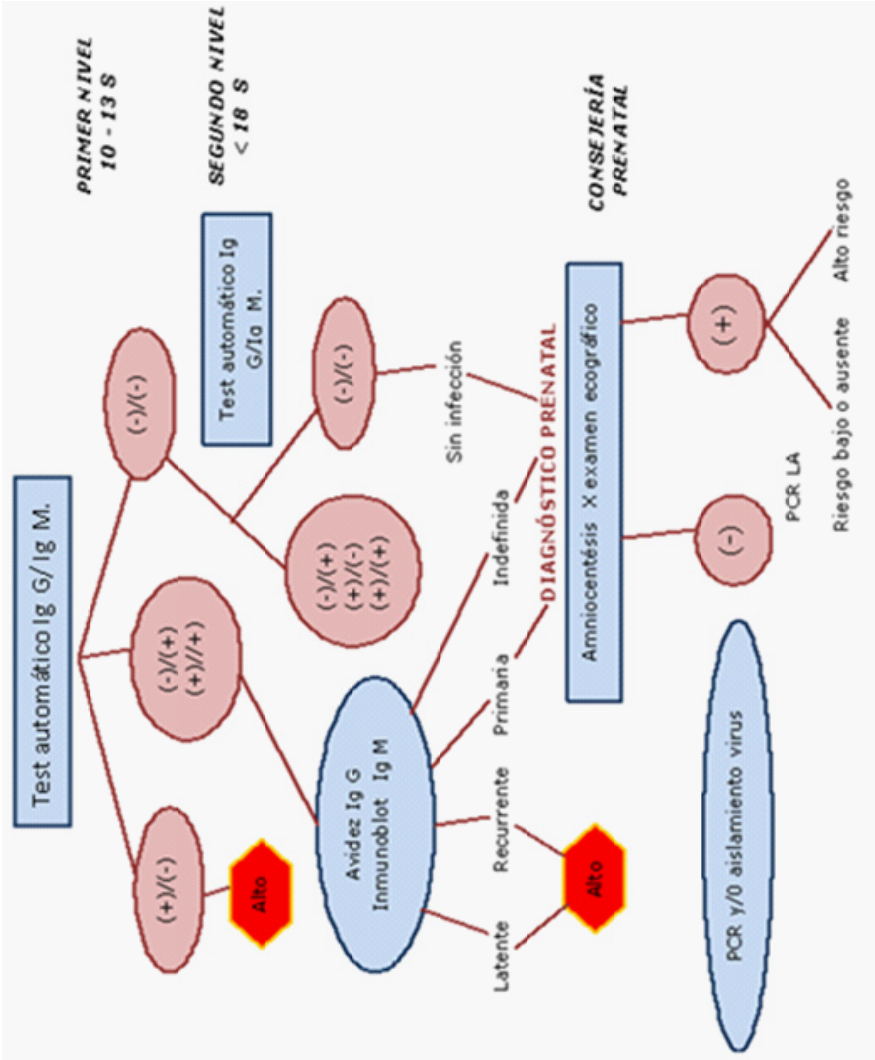 Test automático Ig G/ Ig M.
PRIMER NIVEL
10 - 13 S
(+)/(-)
(-)/(+)
(+)//+)
(-)/(-)
Alto
Test automático Ig
G/Ig M.
SEGUNDO NIVEL
< 18 S
Avidez Ig G
Inmunoblot Ig M
(-)/(+)
(+)/(-)
(+)/(+)
(-)/(-)
Sin infección
Latente
Recurrente
Primaria
Indefinida
Alto
DIAGNÓSTICO PRENATAL
Amniocentésis X examen ecográfico
CONSEJERÍA
PRENATAL
PCR y/0 aislamiento virus
(-)
(+)
PCR LA
Riesgo bajo o ausente
Alto riesgo